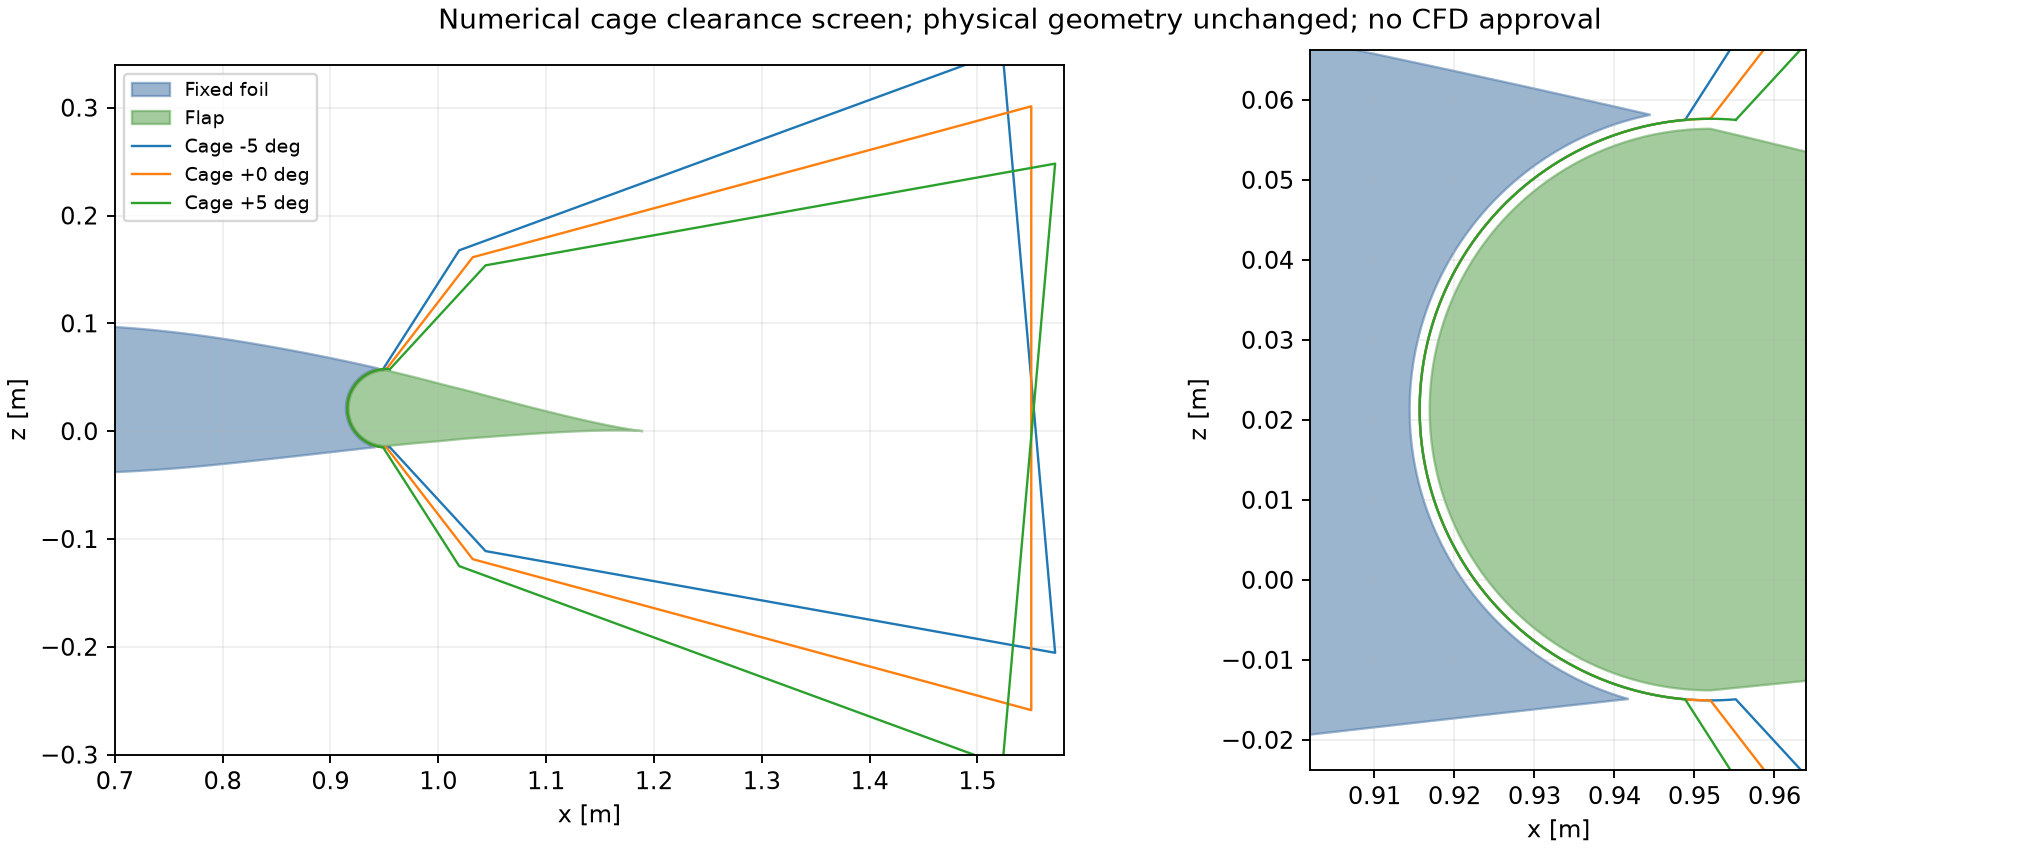 Numerical cage clearance screen; physical geometry unchanged; no CFD approval
Fixed foil
Flap
Cage -5 deg
Cage +0 deg
Cage +5 deg
z [m]
0.3
0.2
0.1
0.0
−0.1
−0.2
−0.3
0.7 0.8 0.9 1.0 1.1 1.2 1.3 1.4 1.5
x [m]
z [m]
0.06
0.05
0.04
0.03
0.02
0.01
0.00
−0.01
−0.02
0.91 0.92 0.93 0.94 0.95 0.96
x [m]